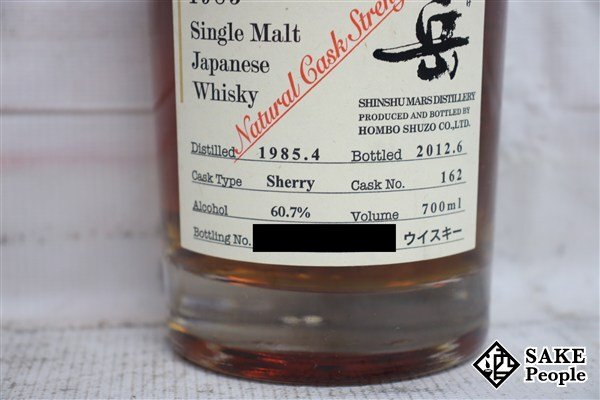 1985
Single Malt
Japanese
Whisky
Natural Cask Streng
岳
SHINSHU MARS DISTILLERY
PRODUCED AND BOTTLED BY
HOMBO SHUZO CO.,LTD.
Distilled 1985.4 Bottled 2012.6
Cask Type Sherry Cask No. 162
Alcohol 60.7% Volume 700ml
Bottling No. ウイスキー
SAKE
People